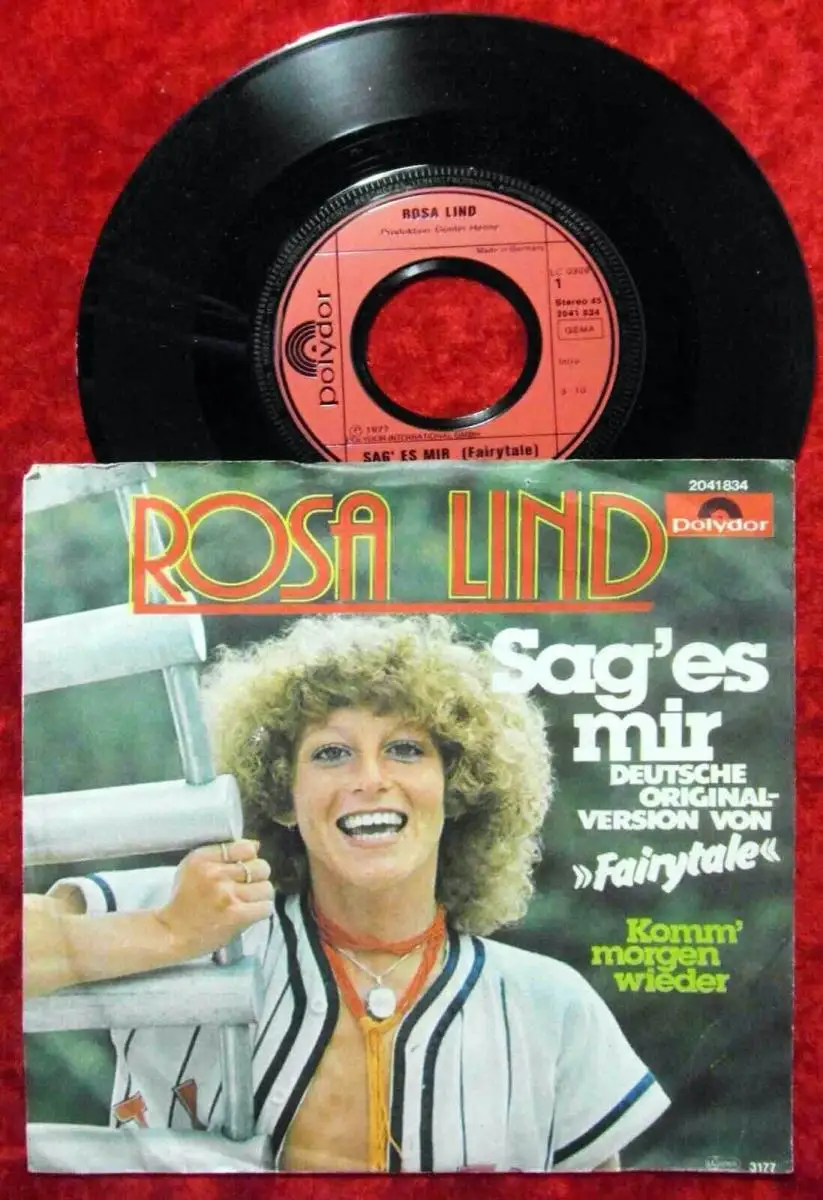 ROSA LIND
Produktion: Günter Henne
Made in Germany
LC 0309
1
Stereo 45
2041 834
GEMA
Intro
3'10
polydor
Ⓟ 1977
POLYDOR INTERNATIONAL GMBH
SAG' ES MIR (Fairytale)
2041834
polydor
ROSA LIND
Sag'es
mir
DEUTSCHE
ORIGINAL-
VERSION VON
»Fairytale«
Komm'
morgen
wieder
3177